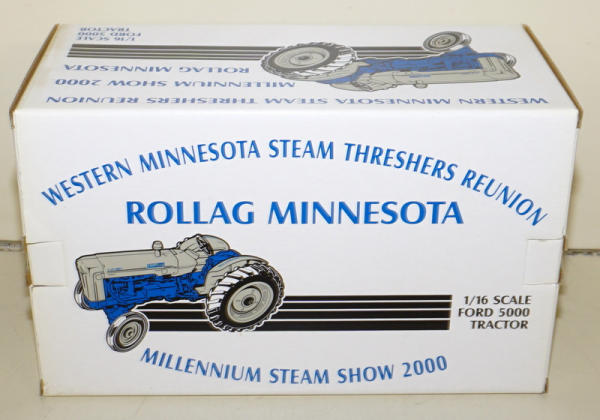 1/16 SCALE
FORD 5000
TRACTOR
ROLLAG MINNESOTA
MILLENNIUM SHOW 2000
WESTERN MINNESOTA STEAM THRESHERS REUNION
WESTERN MINNESOTA STEAM THRESHERS REUNION
ROLLAG MINNESOTA
1/16 SCALE
FORD 5000
TRACTOR
MILLENNIUM STEAM SHOW 2000